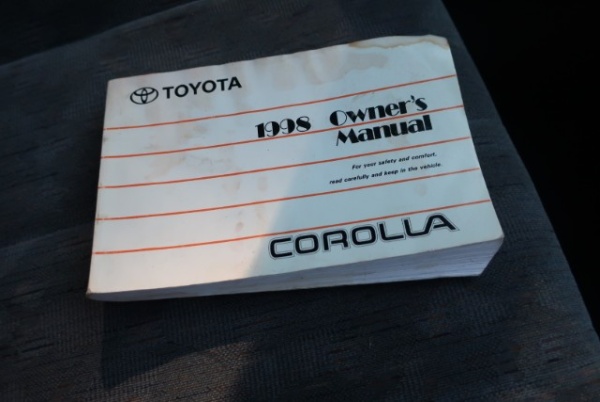 TOYOTA
1998 Owner's
Manual
For your safety and comfort,
read carefully and keep in the vehicle.
COROLLA